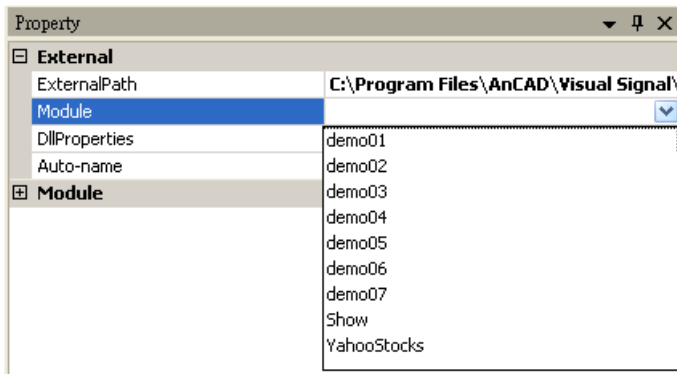 Property
External
ExternalPath C:\Program Files\AnCAD\Visual Signal\
Module
DllProperties
Auto-name
Module
demo01
demo02
demo03
demo04
demo05
demo06
demo07
Show
YahooStocks